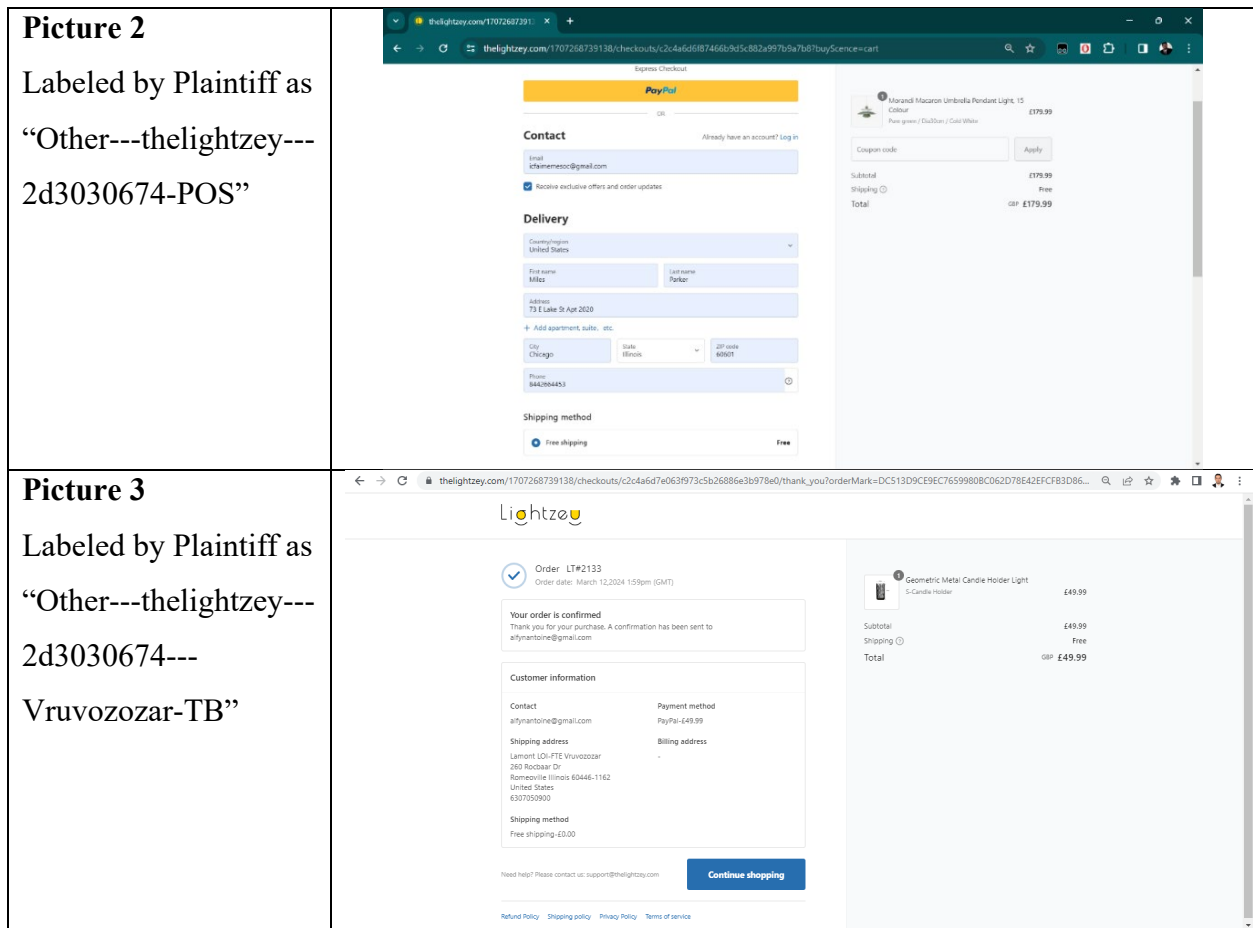 Picture 2
Labeled by Plaintiff as
“Other---thelightzey---
2d3030674-POS”
thelightzey.com/17072687391
thelightzey.com/1707268739138/checkouts/c2c4a6d6f87466b9d5c882a997b9a7b8?buyScence=cart
Express Checkout
PayPal
OR
Contact
Already have an account? Log in
Email
icfaimemesoc@gmail.com
Receive exclusive offers and order updates
Delivery
Country/region
United States
First name
Last name
Miles
Parker
Address
73 E Lake St Apt 2020
+ Add apartment, suite, etc.
City
State
ZIP code
Chicago
Illinois
60601
Phone
8442664453
Shipping method
Free shipping
Free
1
Morandi Macaron Umbrella Pendant Light, 15
Colour
£179.99
Pure green / Dia30cm / Cold White
Coupon code
Apply
Subtotal
£179.99
Shipping
Free
Total
GBP £179.99
Picture 3
Labeled by Plaintiff as
“Other---thelightzey---
2d3030674---
Vruvozozar-TB”
thelightzey.com/1707268739138/checkouts/c2c4a6d7e063f973c5b26886e3b978e0/thank_you?orderMark=DC513D9CE9EC7659980BC062D78E42EFCFB3D86...
Lightzey
Order LT#2133
Order date: March 12,2024 1:59pm (GMT)
Your order is confirmed
Thank you for your purchase. A confirmation has been sent to
aifynantoine@gmail.com
Customer information
Contact
Payment method
aifynantoine@gmail.com
PayPal-£49.99
Shipping address
Billing address
Lamont LOI-FTE Vruvozozar
-
260 Rocbaar Dr
Romeoville Illinois 60446-1162
United States
6307050900
Shipping method
Free shipping-£0.00
Need help? Please contact us: support@thelightzey.com
Continue shopping
Refund Policy
Shipping policy
Privacy Policy
Terms of service
1
Geometric Metal Candle Holder Light
S-Candle Holder
£49.99
Subtotal
£49.99
Shipping
Free
Total
GBP £49.99